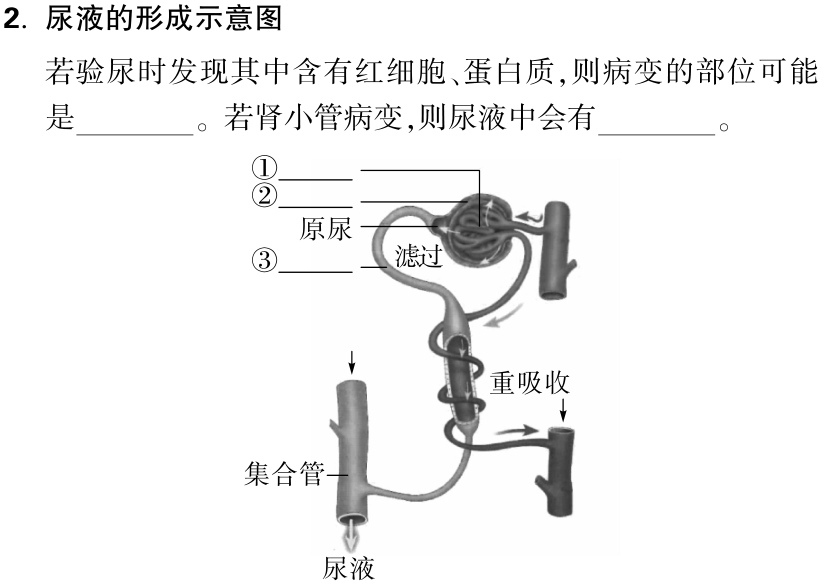 2. 尿液的形成示意图
若验尿时发现其中含有红细胞、蛋白质,则病变的部位可能
是________。若肾小管病变,则尿液中会有________。
①______
②______
原尿
③______
滤过
重吸收
集合管
尿液